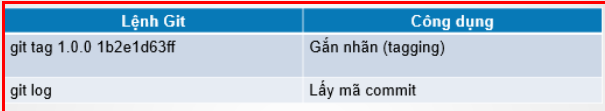 Lệnh Git Công dụng
git tag 1.0.0 1b2e1d63ff Gắn nhãn (tagging)
git log Lấy mã commit